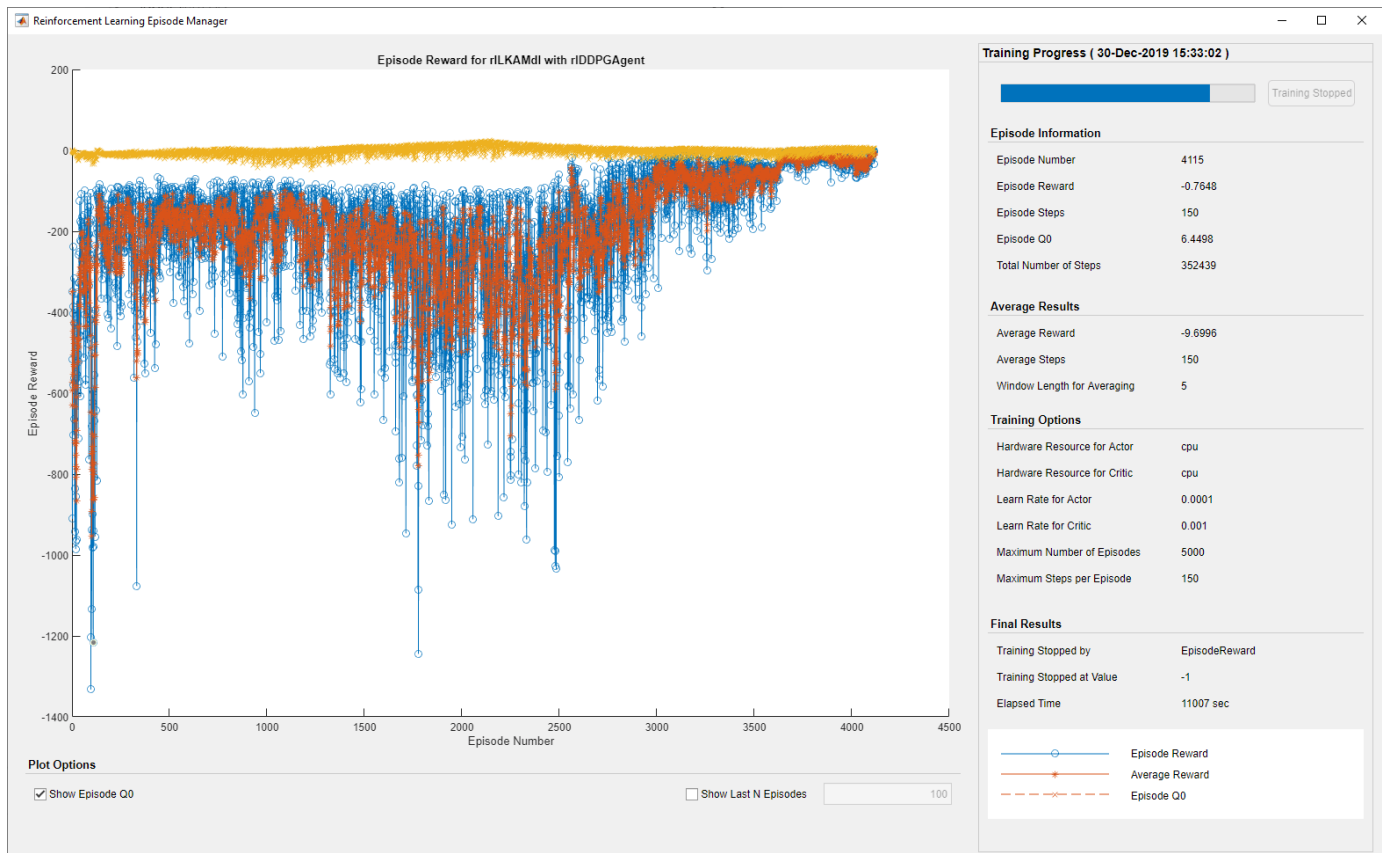 Reinforcement Learning Episode Manager
Episode Reward for rlLKAMdl with rlDDPGAgent
200
0
-200
-400
-600
-800
-1000
-1200
-1400
Episode Reward
0 500 1000 1500 2000 2500 3000 3500 4000 4500
Episode Number
Plot Options
Show Episode Q0
Show Last N Episodes 100
Training Progress ( 30-Dec-2019 15:33:02 )
Training Stopped
Episode Information
Episode Number 4115
Episode Reward -0.7648
Episode Steps 150
Episode Q0 6.4498
Total Number of Steps 352439
Average Results
Average Reward -9.6996
Average Steps 150
Window Length for Averaging 5
Training Options
Hardware Resource for Actor cpu
Hardware Resource for Critic cpu
Learn Rate for Actor 0.0001
Learn Rate for Critic 0.001
Maximum Number of Episodes 5000
Maximum Steps per Episode 150
Final Results
Training Stopped by EpisodeReward
Training Stopped at Value -1
Elapsed Time 11007 sec
Episode Reward
Average Reward
Episode Q0